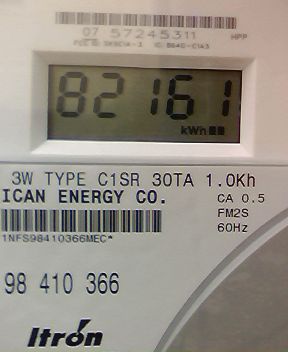 07 57245311 HPP
82161
kWh
3W TYPE C1SR 30TA 1.0Kh
ICAN ENERGY CO. CA 0.5
FM2S
60Hz
1NFS98410366MEC*
98 410 366
Itron